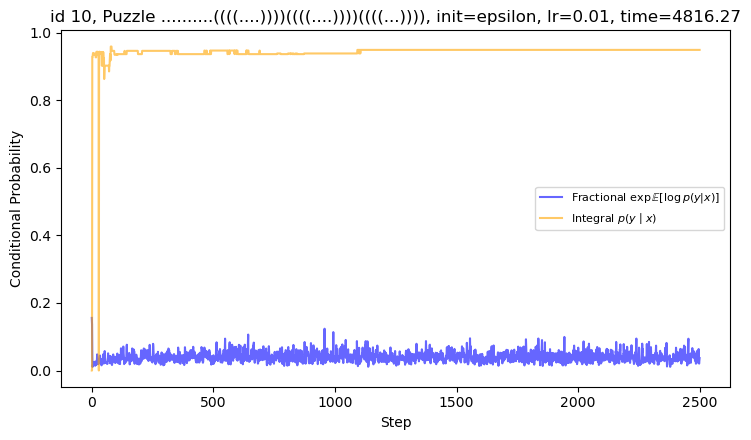 id 10, Puzzle ..........((((....))))((((....))))((((...)))), init=epsilon, lr=0.01, time=4816.27
1.0
0.8
0.6
0.4
0.2
0.0
Conditional Probability
Fractional exp𝔼[log p(y|x)]
Integral p(y | x)
0 500 1000 1500 2000 2500
Step